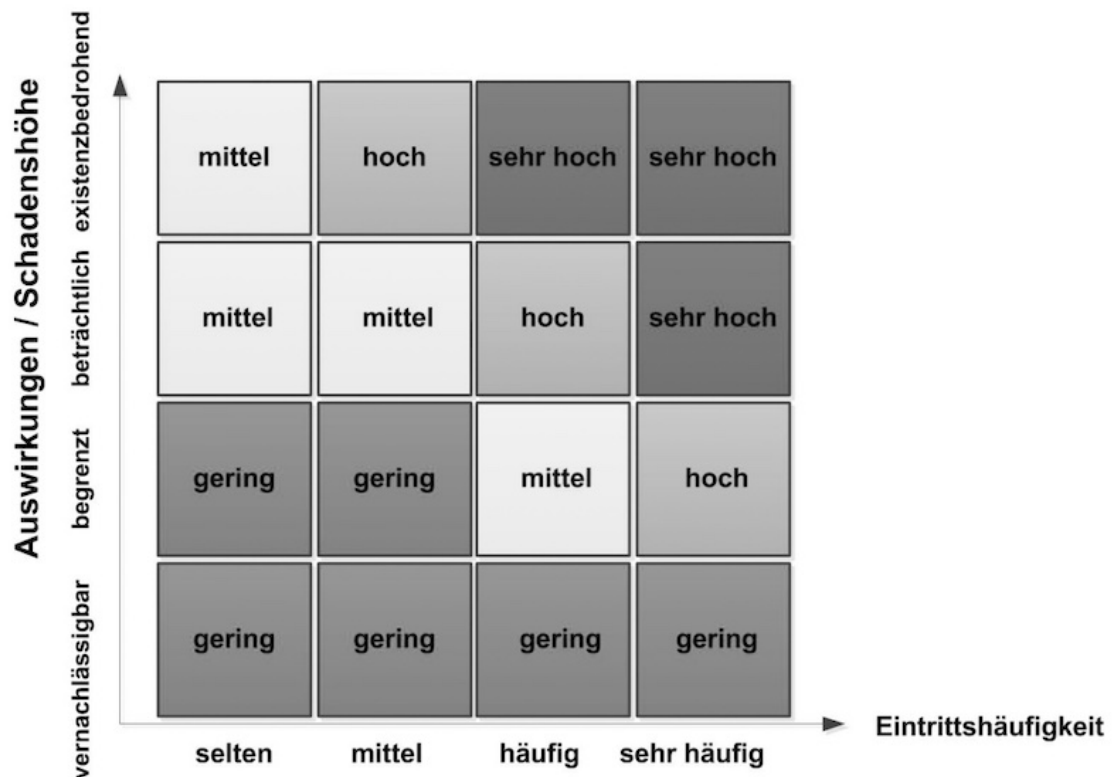 Auswirkungen / Schadenshöhe
existenzbedrohend
mittel hoch sehr hoch sehr hoch
beträchtlich
mittel mittel hoch sehr hoch
begrenzt
gering gering mittel hoch
vernachlässigbar
gering gering gering gering
selten mittel häufig sehr häufig
Eintrittshäufigkeit